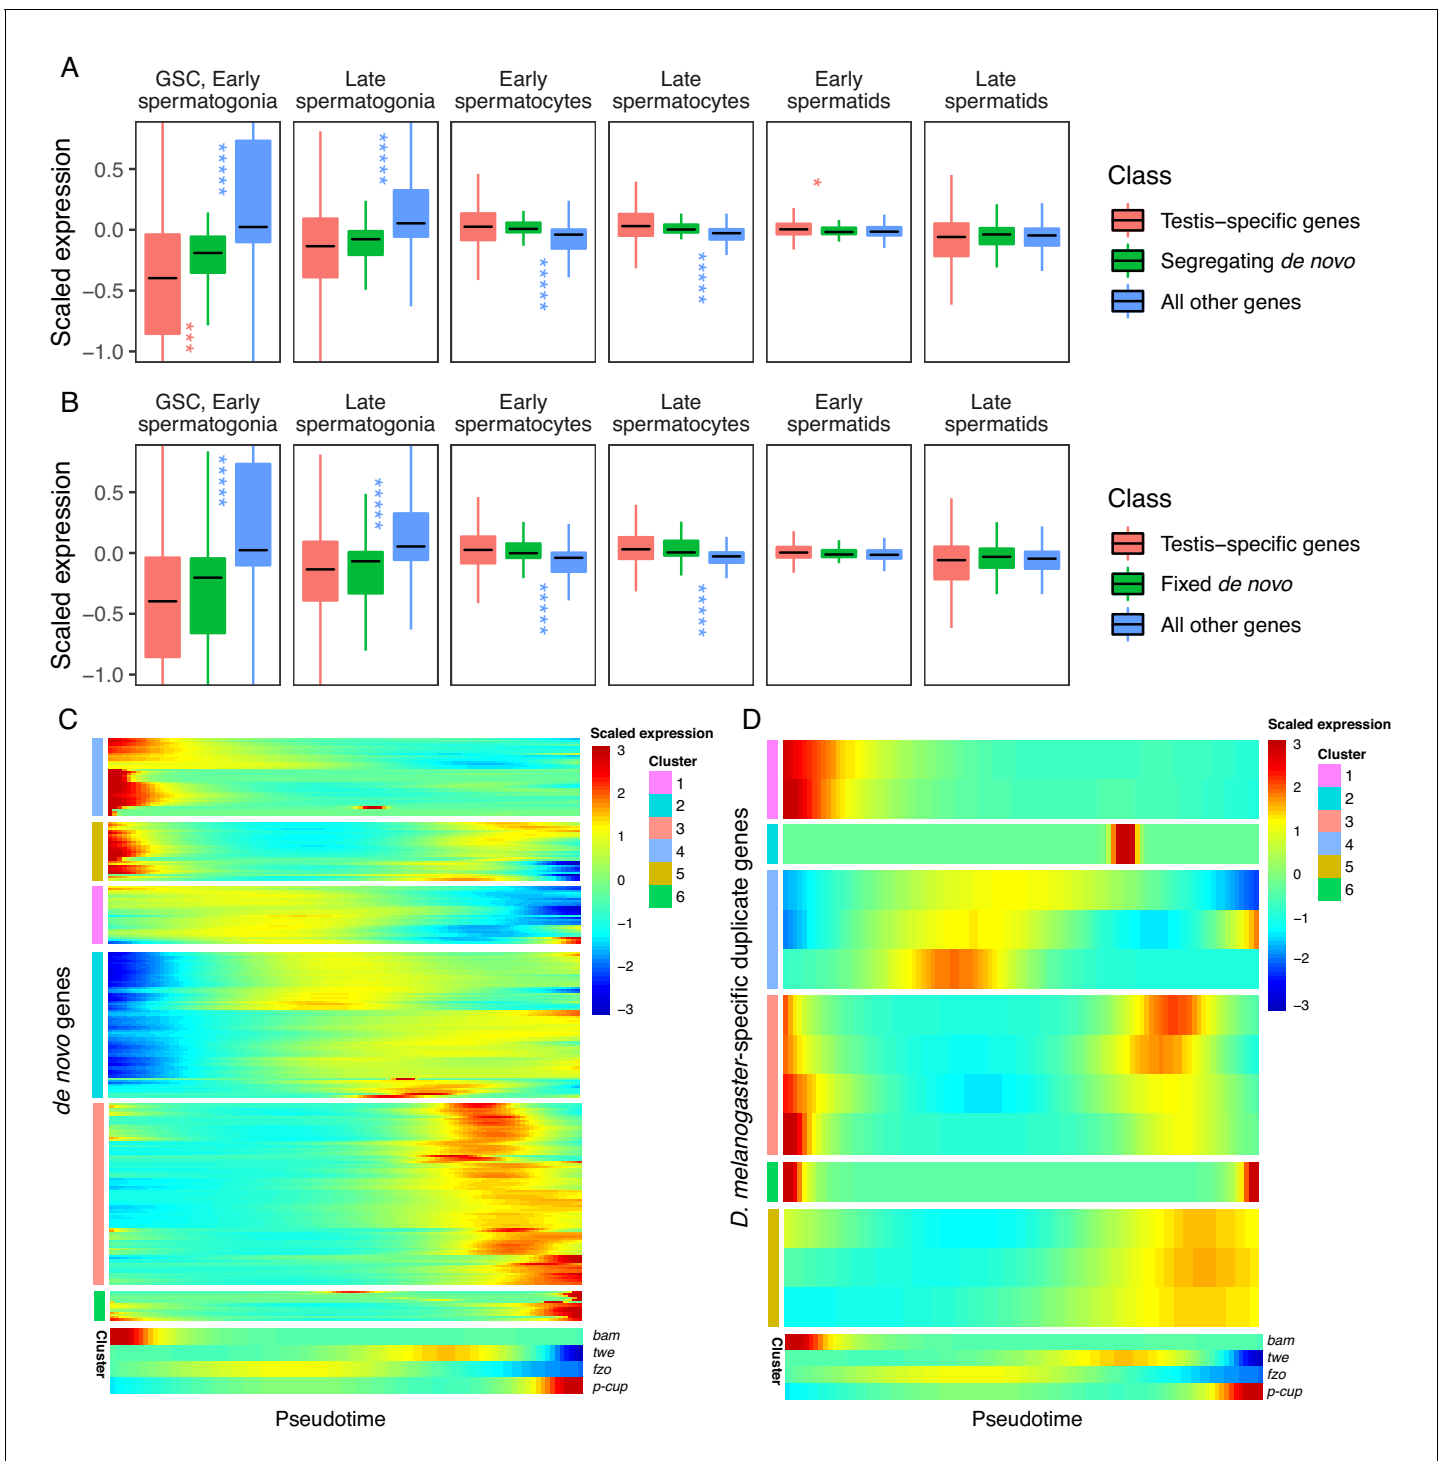 A
GSC, Early
spermatogonia
Late
spermatogonia
Early
spermatocytes
Late
spermatocytes
Early
spermatids
Late
spermatids
Scaled expression
0.5
0.0
−0.5
−1.0
*****
***
*****
*****
*****
*
Class
Testis−specific genes
Segregating de novo
All other genes
B
GSC, Early
spermatogonia
Late
spermatogonia
Early
spermatocytes
Late
spermatocytes
Early
spermatids
Late
spermatids
Scaled expression
0.5
0.0
−0.5
−1.0
*****
*****
*****
*****
Class
Testis−specific genes
Fixed de novo
All other genes
C
de novo genes
Scaled expression
3
2
1
0
−1
−2
−3
Cluster
1
2
3
4
5
6
Cluster
bam
twe
fzo
p-cup
Pseudotime
D
D. melanogaster-specific duplicate genes
Scaled expression
3
2
1
0
−1
−2
−3
Cluster
1
2
3
4
5
6
Cluster
bam
twe
fzo
p-cup
Pseudotime